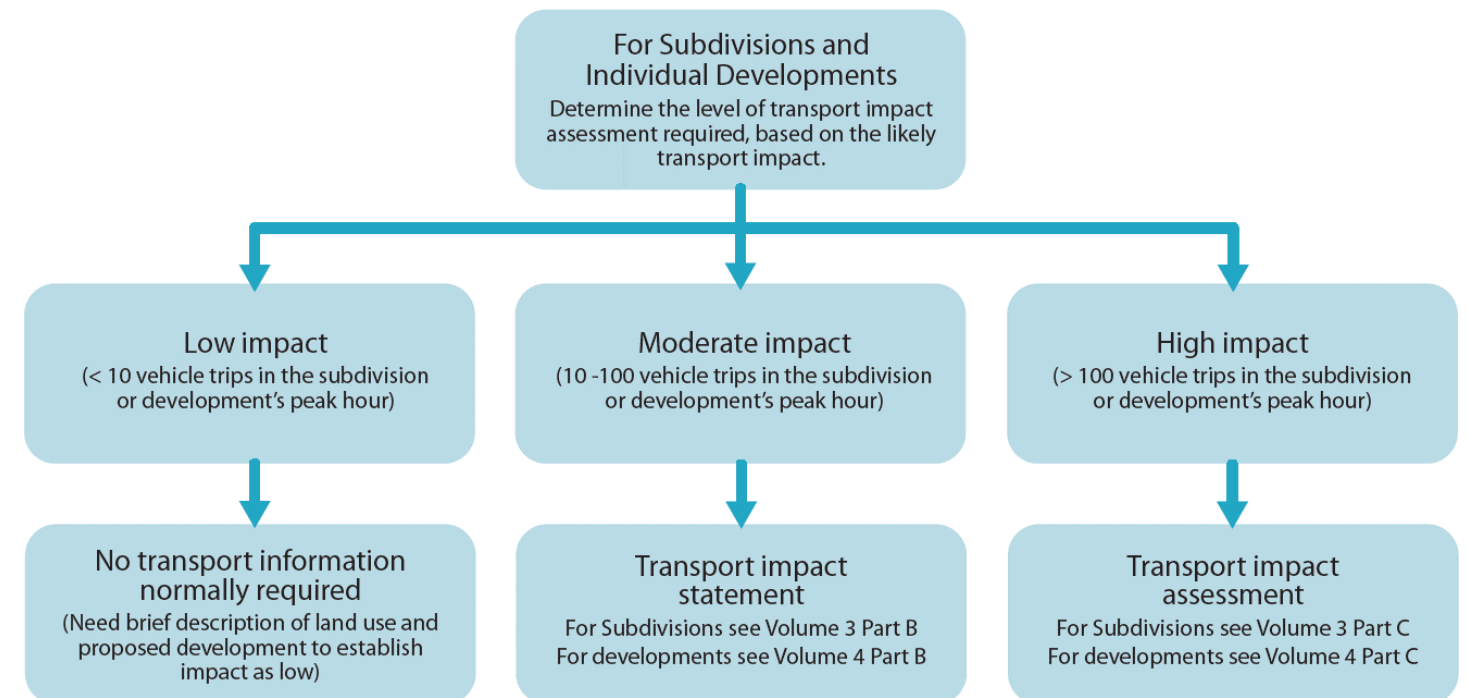 For Subdivisions and
Individual Developments
Determine the level of transport impact
assessment required, based on the likely
transport impact.
Low impact
(< 10 vehicle trips in the subdivision
or development's peak hour)
Moderate impact
(10 -100 vehicle trips in the subdivision
or development's peak hour)
High impact
(> 100 vehicle trips in the subdivision
or development's peak hour)
No transport information
normally required
(Need brief description of land use and
proposed development to establish
impact as low)
Transport impact
statement
For Subdivisions see Volume 3 Part B
For developments see Volume 4 Part B
Transport impact
assessment
For Subdivisions see Volume 3 Part C
For developments see Volume 4 Part C